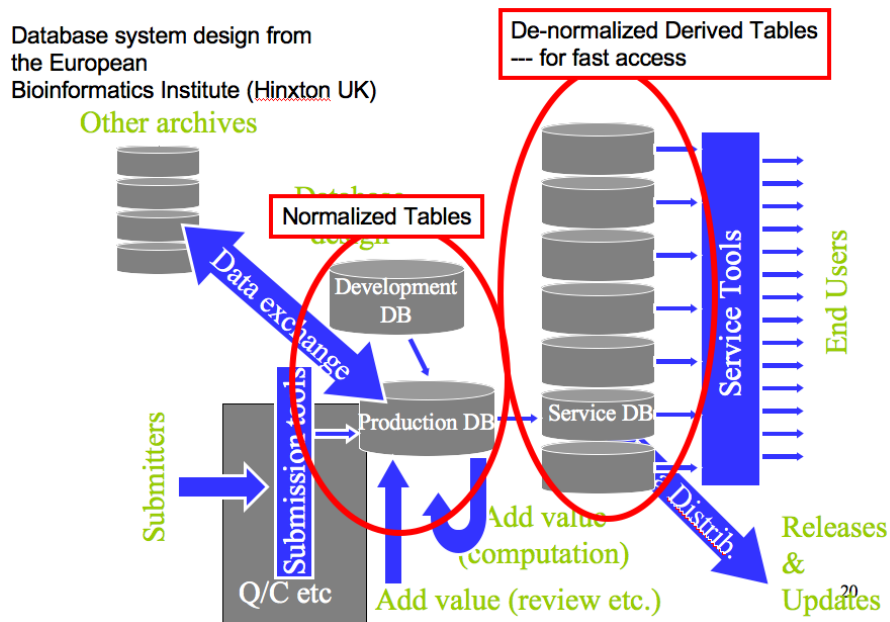 Database system design from
the European
Bioinformatics Institute (Hinxton UK)
De-normalized Derived Tables
--- for fast access
Other archives
Database
design
Normalized Tables
Data exchange
Development
DB
Production DB
Service DB
Service Tools
End Users
Submitters
Submission tools
Q/C etc
Add value
(computation)
Add value (review etc.)
Distrib.
Releases
&
Updates
20